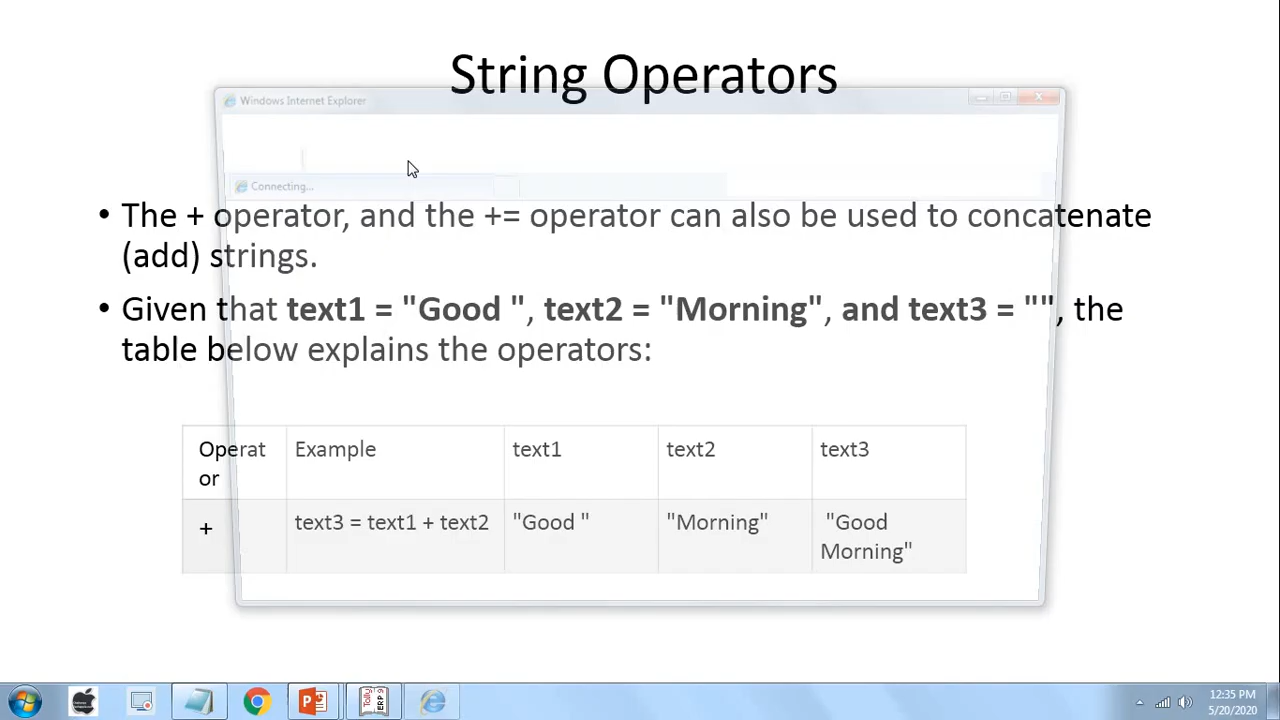 String Operators
Windows Internet Explorer
Connecting...
• The + operator, and the += operator can also be used to concatenate
(add) strings.
• Given that text1 = "Good ", text2 = "Morning", and text3 = "", the
table below explains the operators:
Operat
or
Example
text1
text2
text3
+
text3 = text1 + text2
"Good "
"Morning"
"Good
Morning"
12:35 PM
5/20/2020